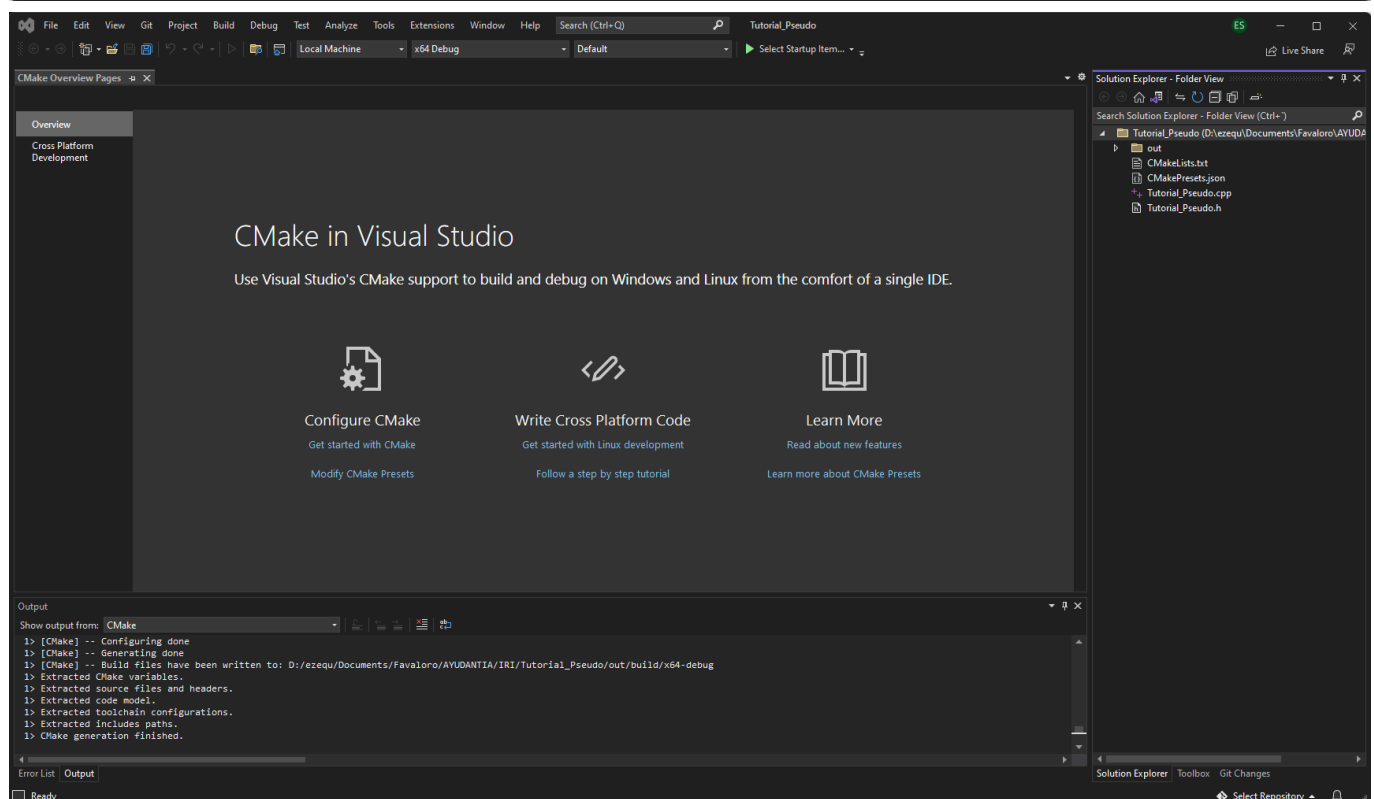 File Edit View Git Project Build Debug Test Analyze Tools Extensions Window Help Search (Ctrl+Q) Tutorial_Pseudo ES
Local Machine x64 Debug Default Select Startup Item... Live Share
CMake Overview Pages
Overview
Cross Platform
Development
CMake in Visual Studio
Use Visual Studio's CMake support to build and debug on Windows and Linux from the comfort of a single IDE.
Configure CMake
Get started with CMake
Modify CMake Presets
Write Cross Platform Code
Get started with Linux development
Follow a step by step tutorial
Learn More
Read about new features
Learn more about CMake Presets
Solution Explorer - Folder View
Search Solution Explorer - Folder View (Ctrl+´)
Tutorial_Pseudo (D:\ezequ\Documents\Favaloro\AYUDA
out
CMakeLists.txt
CMakePresets.json
Tutorial_Pseudo.cpp
Tutorial_Pseudo.h
Output
Show output from: CMake
1> [CMake] -- Configuring done
1> [CMake] -- Generating done
1> [CMake] -- Build files have been written to: D:/ezequ/Documents/Favaloro/AYUDANTIA/IRI/Tutorial_Pseudo/out/build/x64-debug
1> Extracted CMake variables.
1> Extracted source files and headers.
1> Extracted code model.
1> Extracted toolchain configurations.
1> Extracted includes paths.
1> CMake generation finished.
Error List Output
Solution Explorer Toolbox Git Changes
Ready
Select Repository